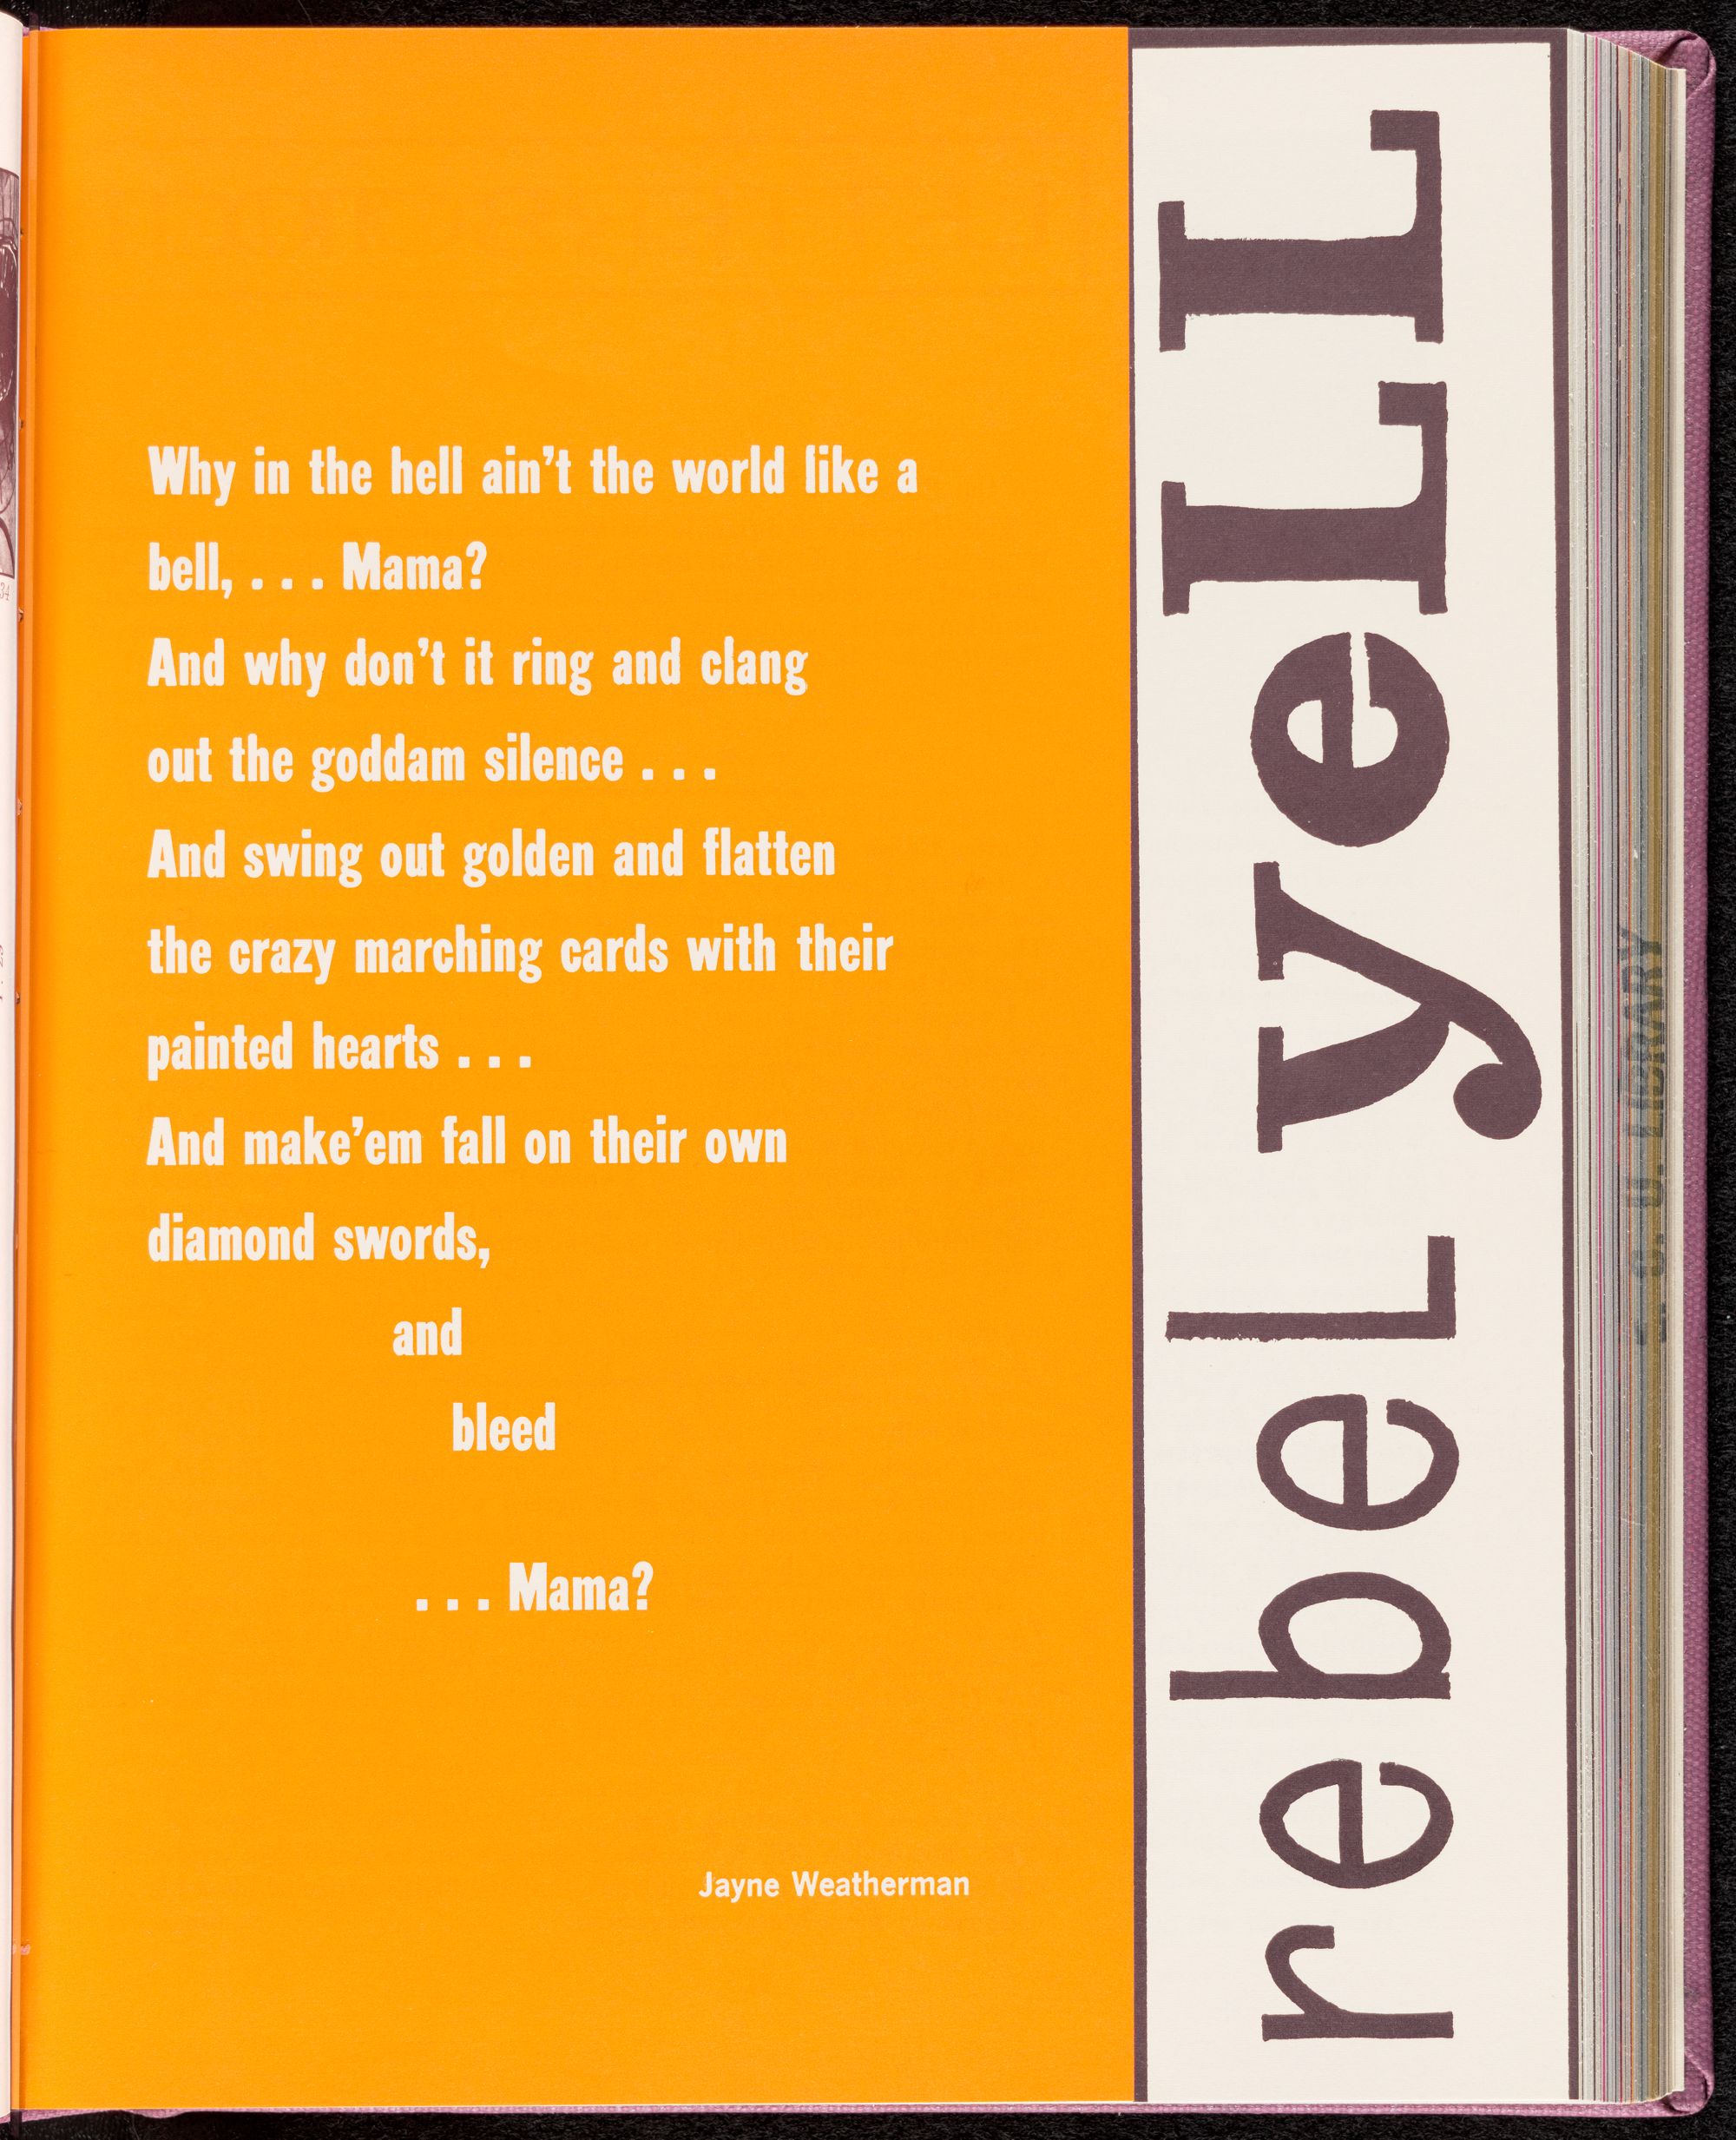 Why in the hell ain't the world like a
bell, . . . Mama?
And why don't it ring and clang
out the goddam silence . . .
And swing out golden and flatten
the crazy marching cards with their
painted hearts . . .
And make'em fall on their own
diamond swords,
and
bleed
. . . Mama?
Jayne Weatherman
rebel yeLL
U. LIBRARY
34